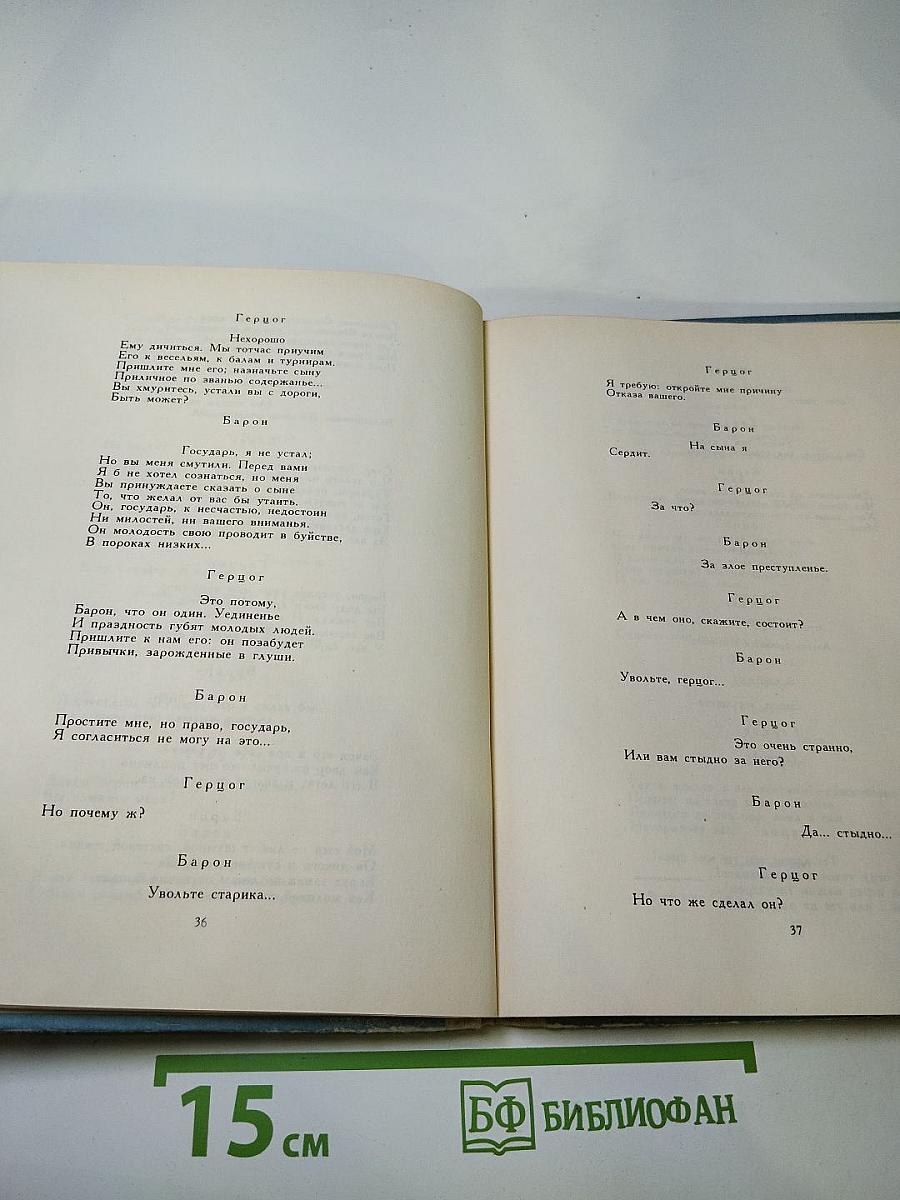 Герцог
Нехорошо
Ему дичиться. Мы тотчас приучим
Его к весельям, к балам и турнирам.
Пришлите мне его; назначьте сыну
Приличное по званью содержанье...
Вы хмуритесь, устали вы с дороги,
Быть может?
Барон
Государь, я не устал;
Но вы меня смутили. Перед вами
Я б не хотел сознаться, но меня
Вы принуждаете сказать о сыне
То, что желал от вас бы утаить.
Он, государь, к несчастью, недостоин
Ни милостей, ни вашего вниманья.
Он молодость свою проводит в буйстве,
В пороках низких...
Герцог
Это потому,
Барон, что он один. Уединенье
И праздность губят молодых людей.
Пришлите к нам его: он позабудет
Привычки, зарожденные в глуши.
Барон
Простите мне, но право, государь,
Я согласиться не могу на это...
Герцог
Но почему ж?
Барон
Увольте старика...
36
Герцог
Я требую: откройте мне причину
Отказа вашего.
Барон
На сына я
Сердит.
Герцог
За что?
Барон
За злое преступленье.
Герцог
А в чем оно, скажите, состоит?
Барон
Увольте, герцог...
Герцог
Это очень странно,
Или вам стыдно за него?
Барон
Да... стыдно...
Герцог
Но что же сделал он?
37
15 см
БФ БИБЛИОФАН